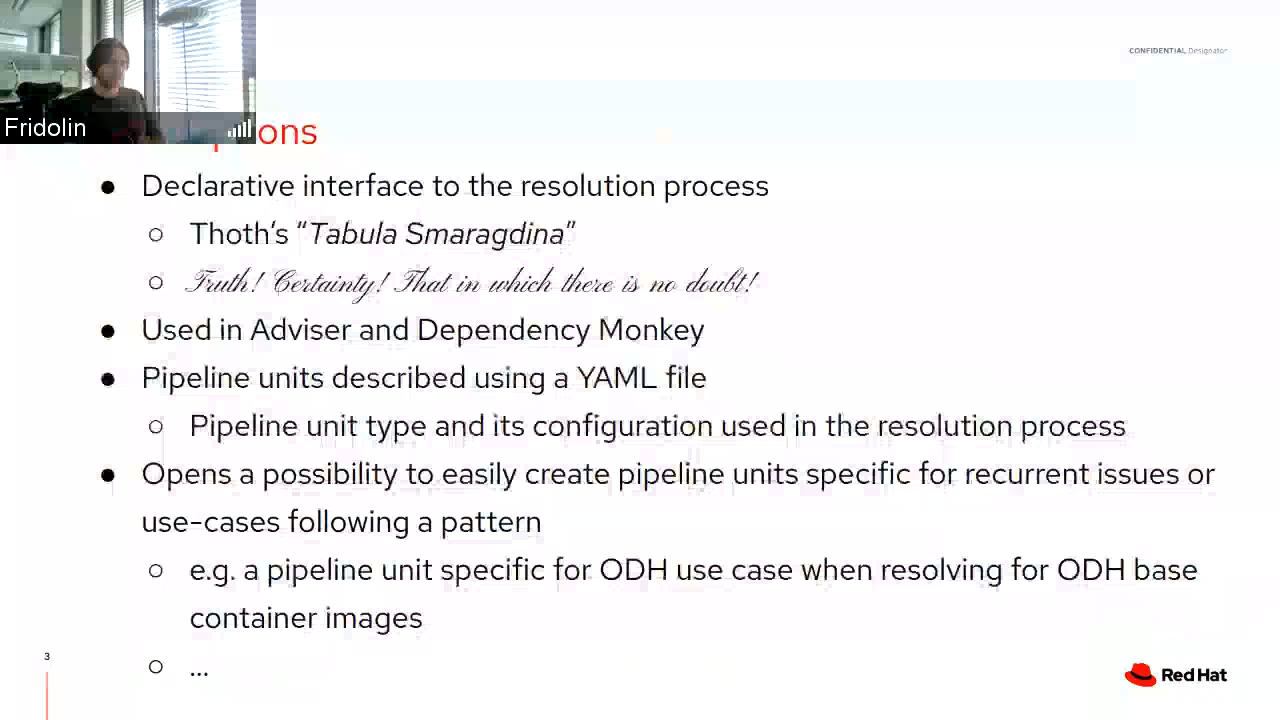 CONFIDENTIAL Designator
Fridolin
● Declarative interface to the resolution process
○ Thoth's "Tabula Smaragdina"
○ Truth! Certainty! That in which there is no doubt!
● Used in Adviser and Dependency Monkey
● Pipeline units described using a YAML file
○ Pipeline unit type and its configuration used in the resolution process
● Opens a possibility to easily create pipeline units specific for recurrent issues or
use-cases following a pattern
○ e.g. a pipeline unit specific for ODH use case when resolving for ODH base
container images
○ ...
3
Red Hat